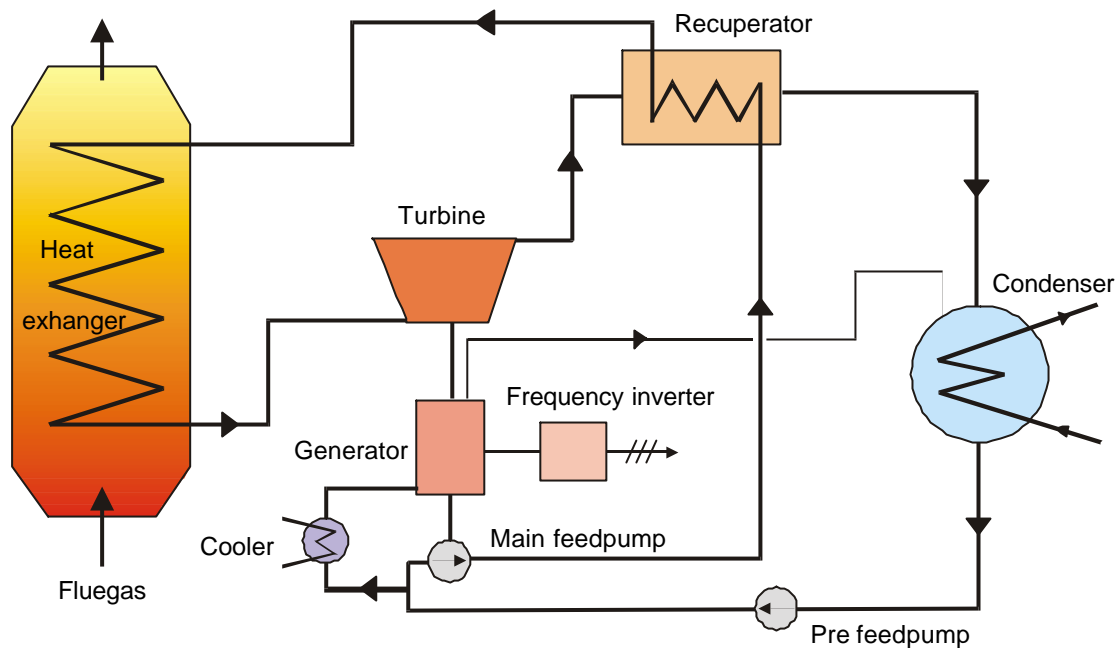 Recuperator
Turbine
Heat
exhanger
Condenser
Frequency inverter
Generator
Main feedpump
Cooler
Fluegas
Pre feedpump